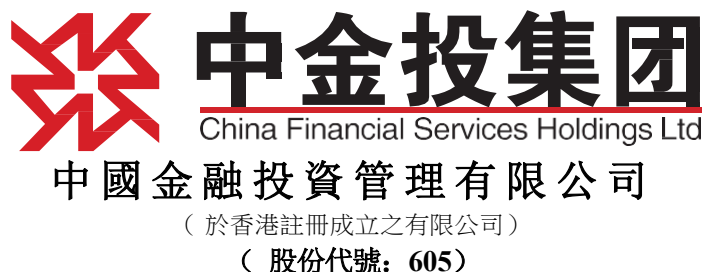 中金投集团
China Financial Services Holdings Ltd
中國金融投資管理有限公司
（於香港註冊成立之有限公司）
（ 股份代號：605）